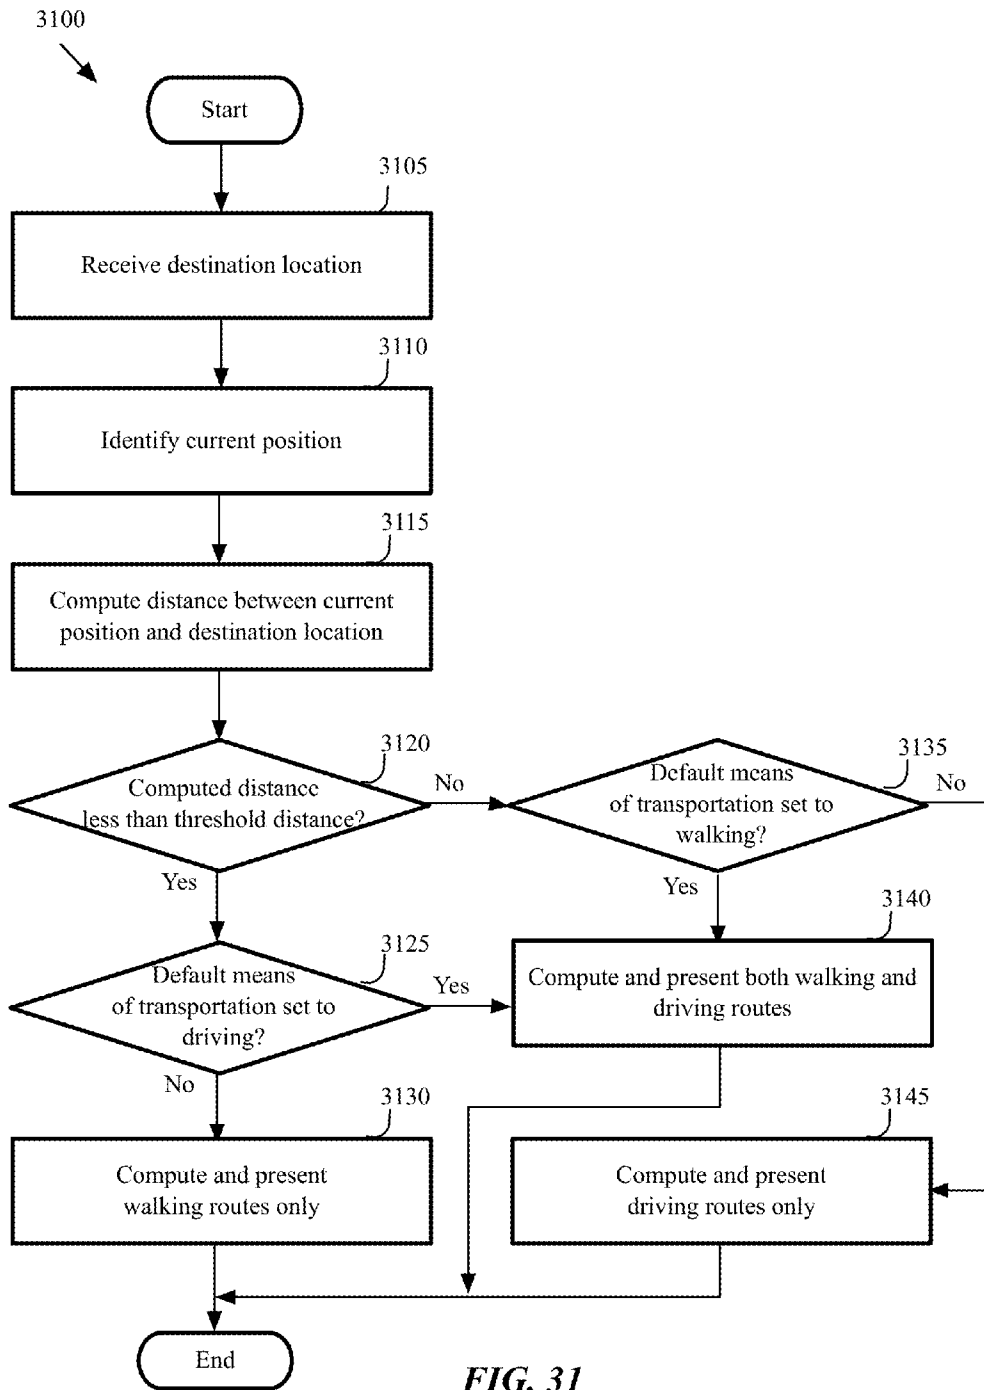 3100
Start
3105
Receive destination location
3110
Identify current position
3115
Compute distance between current
position and destination location
3120
Computed distance
less than threshold distance?
No
3135
Default means
of transportation set to
walking?
No
Yes
Yes
3125
Default means
of transportation set to
driving?
Yes
3140
Compute and present both walking and
driving routes
No
3130
Compute and present
walking routes only
3145
Compute and present
driving routes only
End
FIG. 31